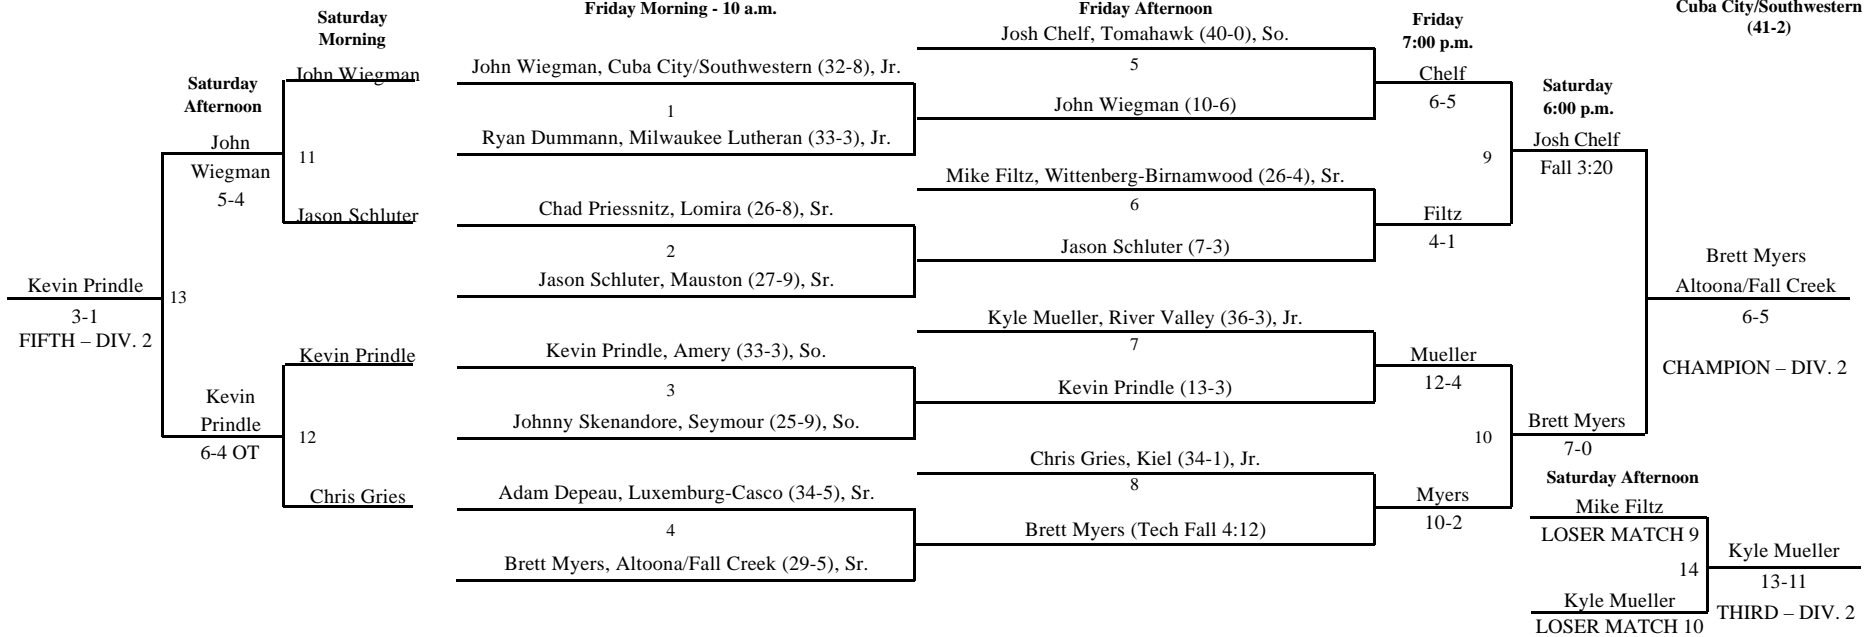 Friday Morning - 10 a.m.
Friday Afternoon
Cuba City/Southwestern
(41-2)
Saturday
Morning
Friday
7:00 p.m.
Saturday
Afternoon
Saturday
6:00 p.m.
John Wiegman
11
Jason Schluter
John
Wiegman
5-4
Kevin Prindle
13
3-1
FIFTH – DIV. 2
Kevin Prindle
12
Chris Gries
Kevin
Prindle
6-4 OT
John Wiegman, Cuba City/Southwestern (32-8), Jr.
1
Ryan Dummann, Milwaukee Lutheran (33-3), Jr.
Chad Priessnitz, Lomira (26-8), Sr.
2
Jason Schluter, Mauston (27-9), Sr.
Kevin Prindle, Amery (33-3), So.
3
Johnny Skenandore, Seymour (25-9), So.
Adam Depeau, Luxemburg-Casco (34-5), Sr.
4
Brett Myers, Altoona/Fall Creek (29-5), Sr.
Josh Chelf, Tomahawk (40-0), So.
5
John Wiegman (10-6)
Mike Filtz, Wittenberg-Birnamwood (26-4), Sr.
6
Jason Schluter (7-3)
Kyle Mueller, River Valley (36-3), Jr.
7
Kevin Prindle (13-3)
Chris Gries, Kiel (34-1), Jr.
8
Brett Myers (Tech Fall 4:12)
Chelf
6-5
9
Filtz
4-1
Mueller
12-4
10
Myers
10-2
Josh Chelf
Fall 3:20
Brett Myers
7-0
Brett Myers
Altoona/Fall Creek
6-5
CHAMPION – DIV. 2
Saturday Afternoon
Mike Filtz
LOSER MATCH 9
14
Kyle Mueller
LOSER MATCH 10
Kyle Mueller
13-11
THIRD – DIV. 2